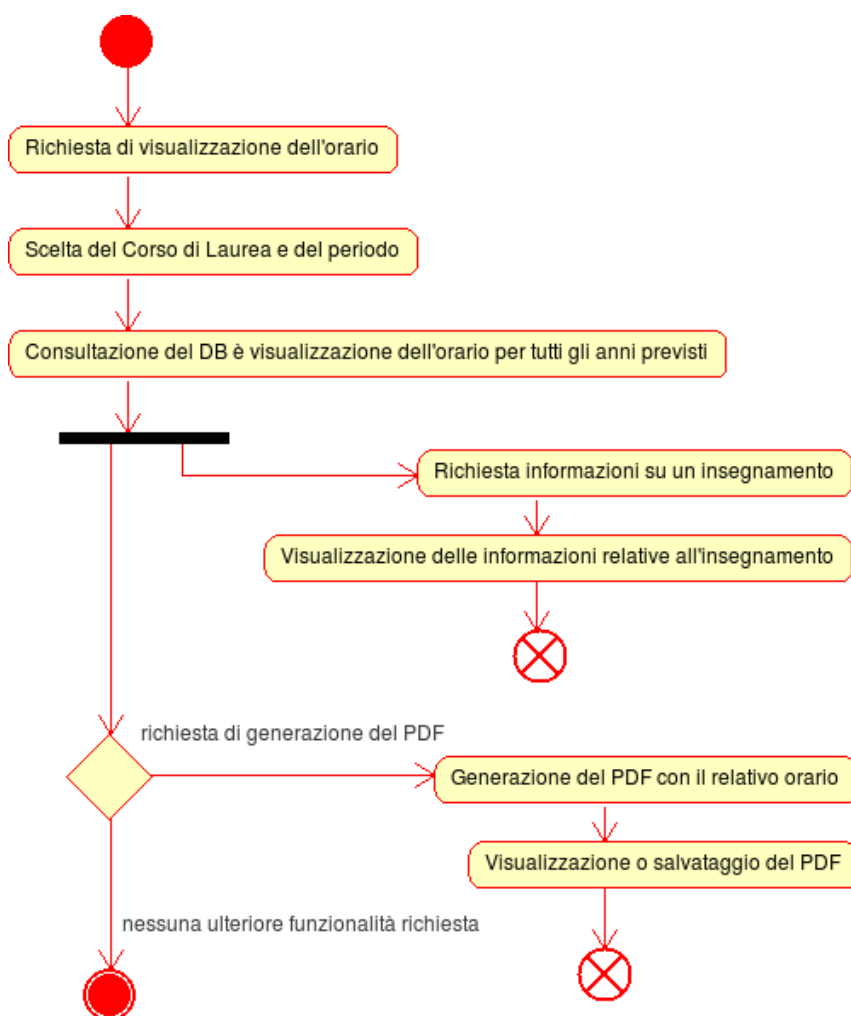 Richiesta di visualizzazione dell'orario
Scelta del Corso di Laurea e del periodo
Consultazione del DB è visualizzazione dell'orario per tutti gli anni previsti
Richiesta informazioni su un insegnamento
Visualizzazione delle informazioni relative all'insegnamento
richiesta di generazione del PDF
Generazione del PDF con il relativo orario
Visualizzazione o salvataggio del PDF
nessuna ulteriore funzionalità richiesta